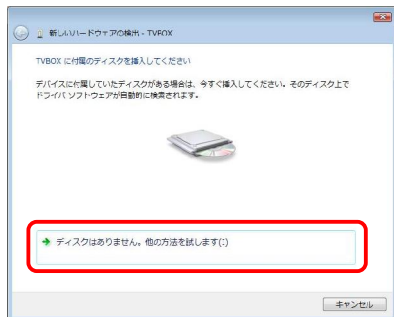 新しいハードウェアの検出 - TVBOX
TVBOX に付属のディスクを挿入してください
デバイスに付属していたディスクがある場合は、今すぐ挿入してください。そのディスク上で
ドライバ ソフトウェアが自動的に検索されます。
ディスクはありません。他の方法を試します(I)
キャンセル